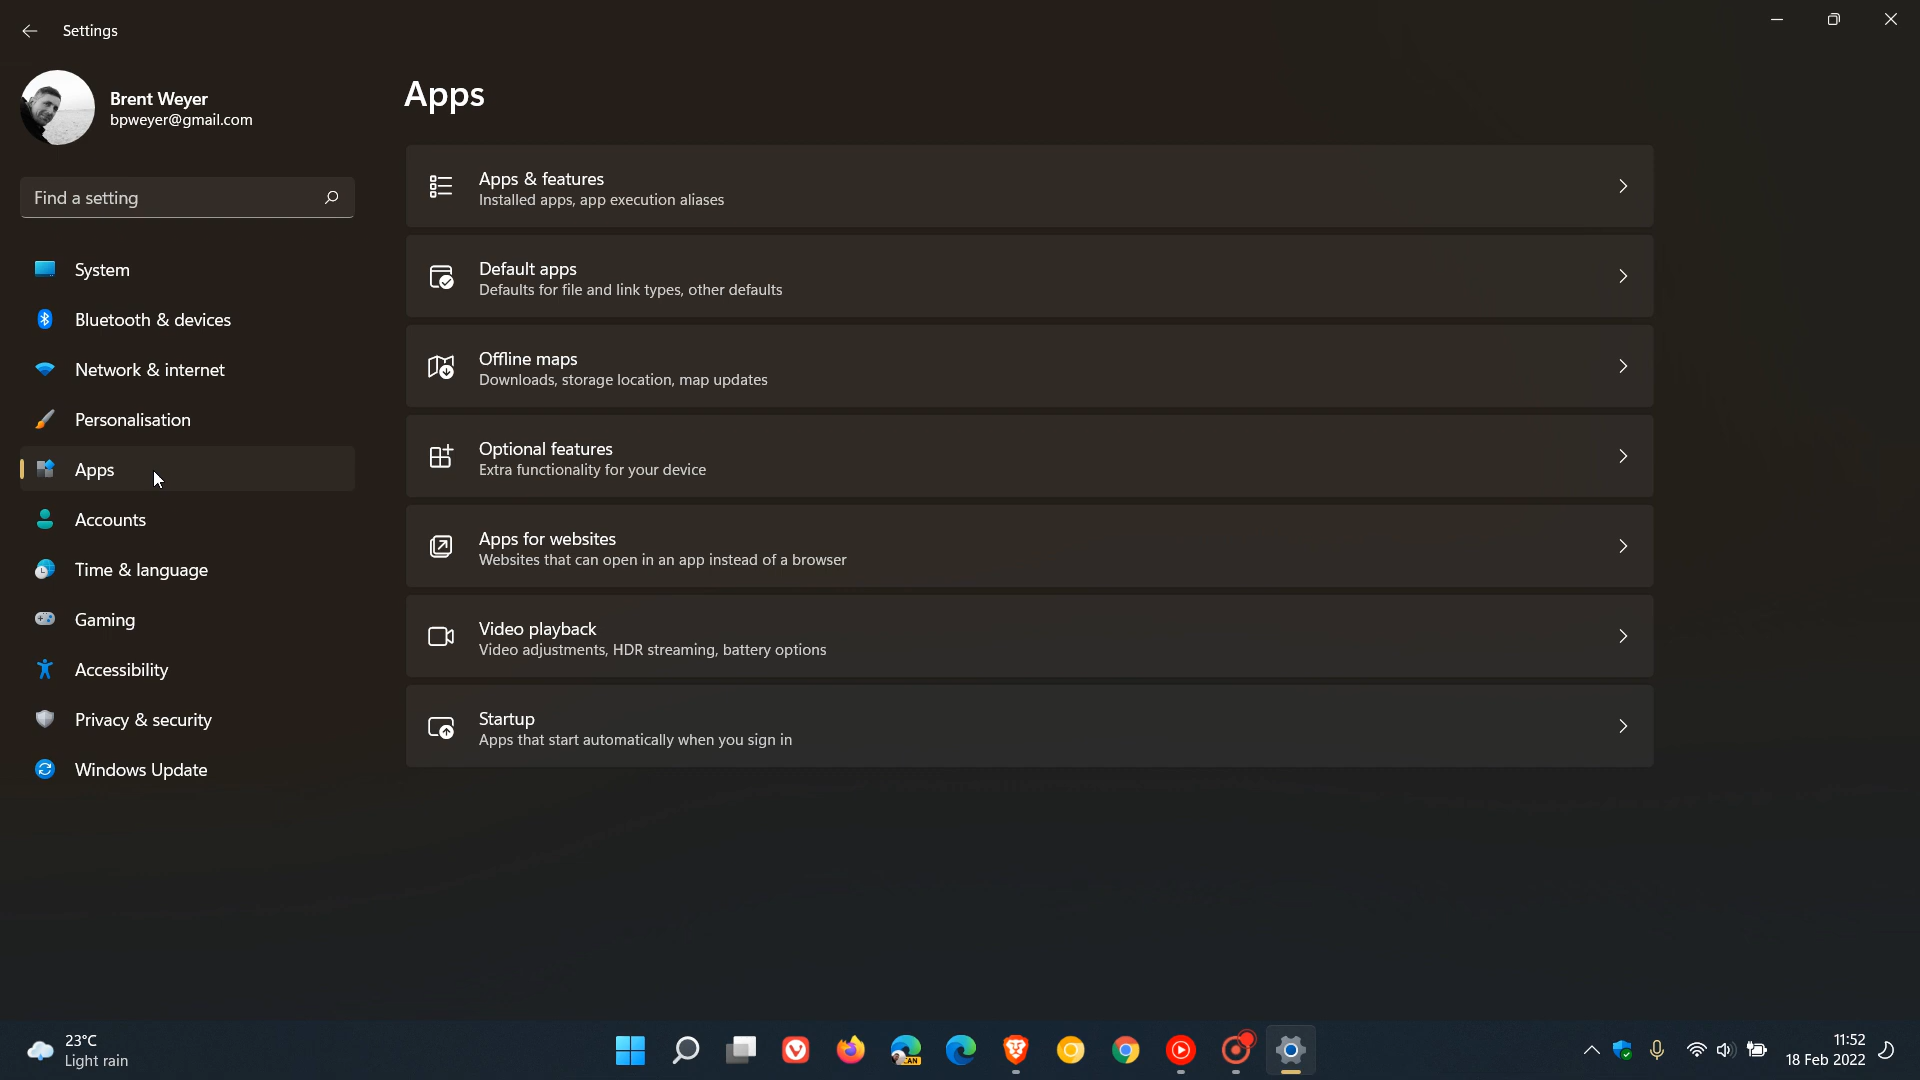 Settings
Brent Weyer
bpweyer@gmail.com
Find a setting
System
Bluetooth & devices
Network & internet
Personalisation
Apps
Accounts
Time & language
Gaming
Accessibility
Privacy & security
Windows Update
Apps
Apps & features
Installed apps, app execution aliases
Default apps
Defaults for file and link types, other defaults
Offline maps
Downloads, storage location, map updates
Optional features
Extra functionality for your device
Apps for websites
Websites that can open in an app instead of a browser
Video playback
Video adjustments, HDR streaming, battery options
Startup
Apps that start automatically when you sign in
23°C
Light rain
CAN
11:52
18 Feb 2022